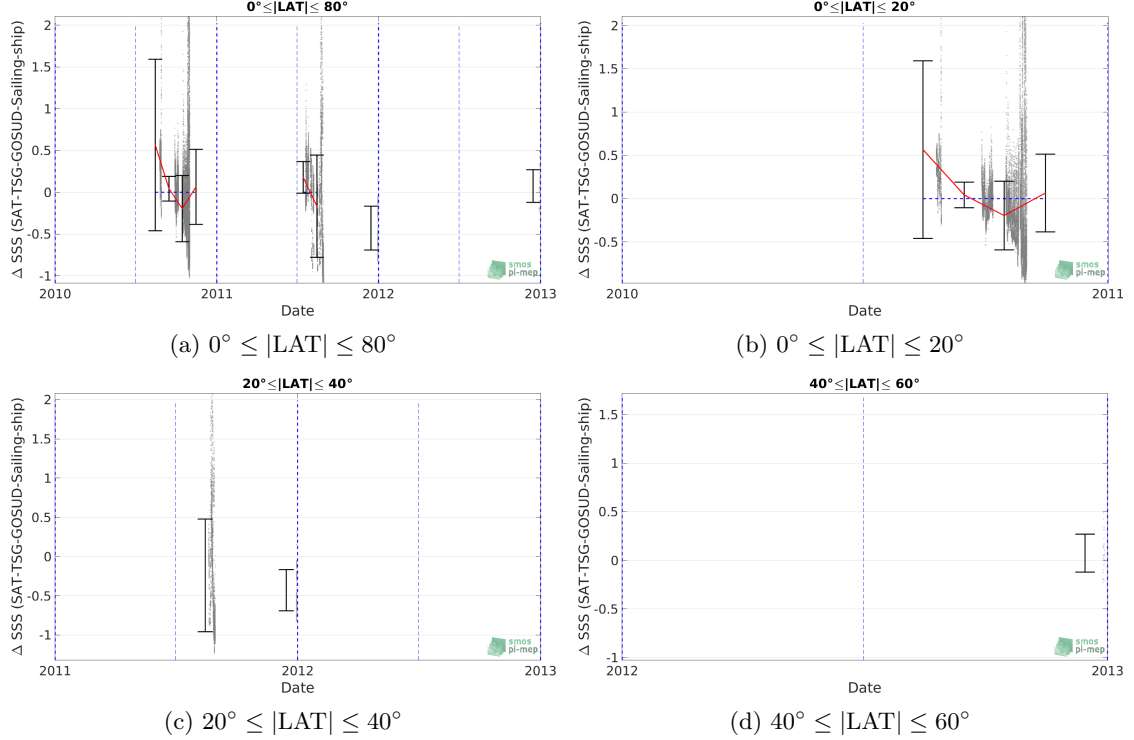 0°≤|LAT|≤ 80°
Δ SSS (SAT-TSG-GOSUD-Sailing-ship)
2
1.5
1
0.5
0
-0.5
-1
2010
2011
2012
2013
Date
smos
pi-mep
(a) 0° ≤ |LAT| ≤ 80°
0°≤|LAT|≤ 20°
Δ SSS (SAT-TSG-GOSUD-Sailing-ship)
2
1.5
1
0.5
0
-0.5
2010
2011
Date
smos
pi-mep
(b) 0° ≤ |LAT| ≤ 20°
20°≤|LAT|≤ 40°
Δ SSS (SAT-TSG-GOSUD-Sailing-ship)
2
1.5
1
0.5
0
-0.5
-1
2011
2012
2013
Date
smos
pi-mep
(c) 20° ≤ |LAT| ≤ 40°
40°≤|LAT|≤ 60°
Δ SSS (SAT-TSG-GOSUD-Sailing-ship)
1.5
1
0.5
0
-0.5
-1
2012
2013
Date
smos
pi-mep
(d) 40° ≤ |LAT| ≤ 60°